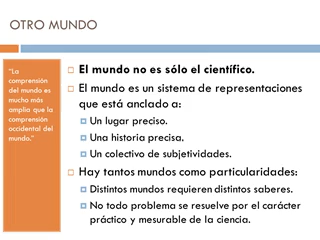 OTRO MUNDO
"La
comprensión
del mundo es
mucha más
amplia que la
comprensión
occidental del
mundo."
El mundo no es sólo el científico.
El mundo es un sistema de representaciones
que está anclado a:
Un lugar preciso.
Una historia precisa.
Un colectivo de subjetividades.
Hay tantos mundos como particularidades:
Distintos mundos requieren distintos saberes.
No todo problema se resuelve por el carácter
práctico y mesurable de la ciencia.